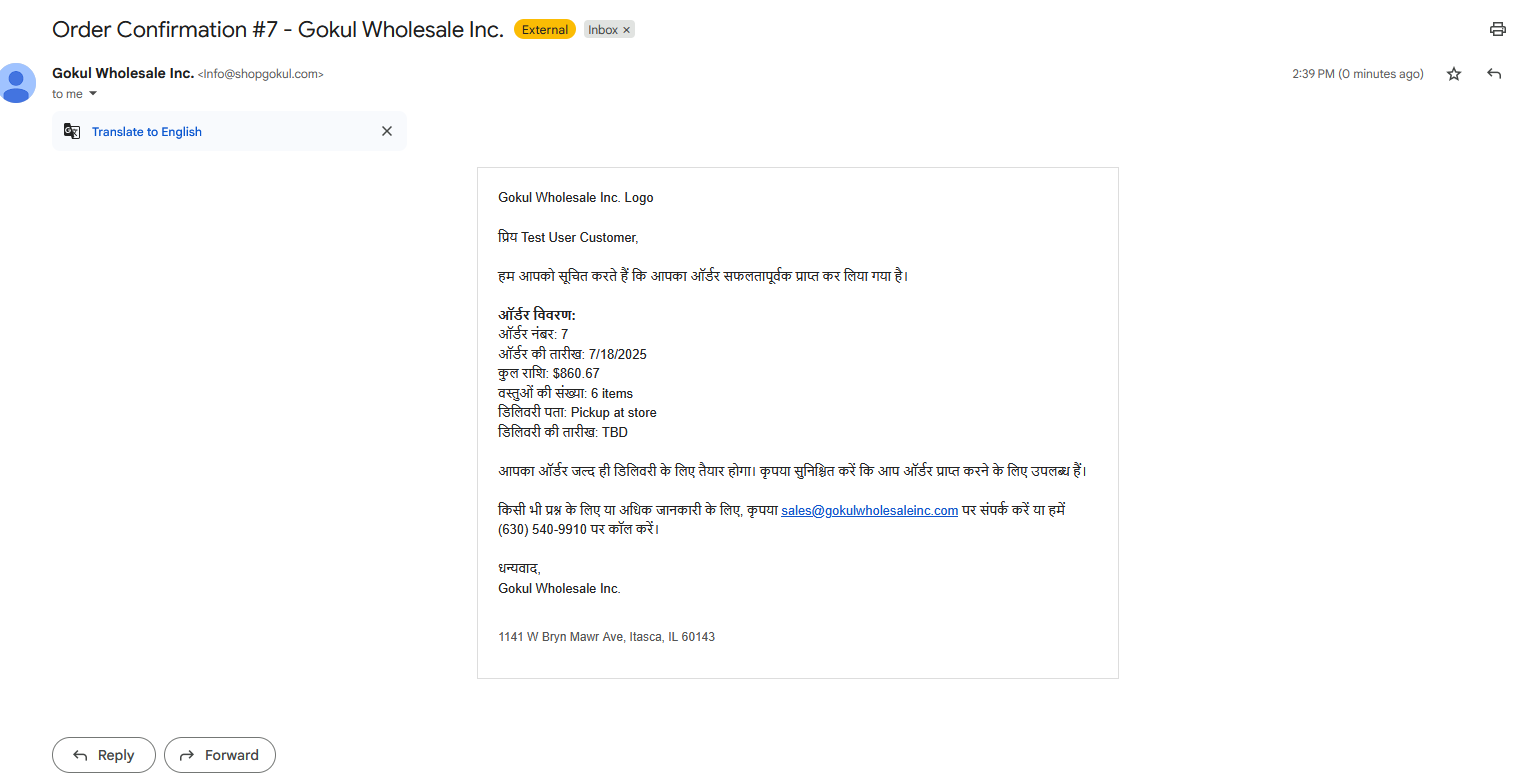 Order Confirmation #7 - Gokul Wholesale Inc. External Inbox ×
Gokul Wholesale Inc. <Info@shopgokul.com> 2:39 PM (0 minutes ago)
to me
Translate to English
Gokul Wholesale Inc. Logo
प्रिय Test User Customer,
हम आपको सूचित करते हैं कि आपका ऑर्डर सफलतापूर्वक प्राप्त कर लिया गया है।
ऑर्डर विवरण:
ऑर्डर नंबर: 7
ऑर्डर की तारीख: 7/18/2025
कुल राशि: $860.67
वस्तुओं की संख्या: 6 items
डिलिवरी पता: Pickup at store
डिलिवरी की तारीख: TBD
आपका ऑर्डर जल्द ही डिलिवरी के लिए तैयार होगा। कृपया सुनिश्चित करें कि आप ऑर्डर प्राप्त करने के लिए उपलब्ध हैं।
किसी भी प्रश्न के लिए या अधिक जानकारी के लिए, कृपया sales@gokulwholesaleinc.com पर संपर्क करें या हमें
(630) 540-9910 पर कॉल करें।
धन्यवाद,
Gokul Wholesale Inc.
1141 W Bryn Mawr Ave, Itasca, IL 60143
Reply Forward